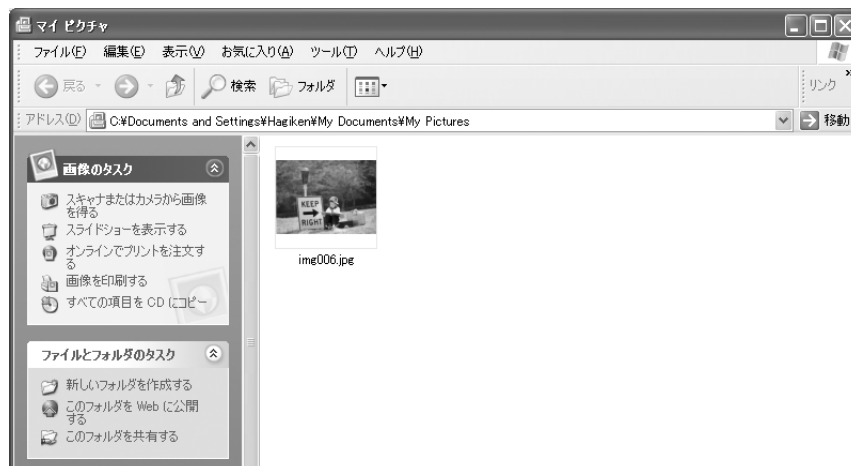 マイ ピクチャ
ファイル(F) 編集(E) 表示(V) お気に入り(A) ツール(T) ヘルプ(H)
戻る 検索 フォルダ リンク »
アドレス(D) C:¥Documents and Settings¥Hagiken¥My Documents¥My Pictures 移動
画像のタスク
スキャナまたはカメラから画像
を得る
スライドショーを表示する
オンラインでプリントを注文す
る
画像を印刷する
すべての項目を CD にコピー
ファイルとフォルダのタスク
新しいフォルダを作成する
このフォルダを Web に公開
する
このフォルダを共有する
KEEP
RIGHT
img006.jpg